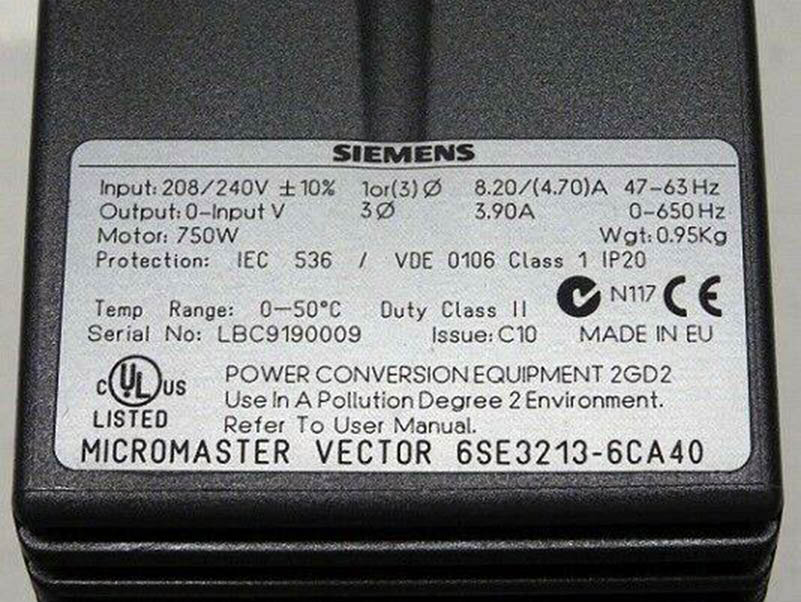 SIEMENS
Input: 208/240V ±10% 1or(3) Ø 8.20/(4.70)A 47-63 Hz
Output: 0-Input V 3Ø 3.90A 0-650 Hz
Motor: 750W Wgt: 0.95Kg
Protection: IEC 536 / VDE 0106 Class 1 IP20
N117 CE
Temp Range: 0-50°C Duty Class II
Serial No: LBC9190009 Issue: C10 MADE IN EU
c UL US
LISTED
POWER CONVERSION EQUIPMENT 2GD2
Use In A Pollution Degree 2 Environment.
Refer To User Manual.
MICROMASTER VECTOR 6SE3213-6CA40